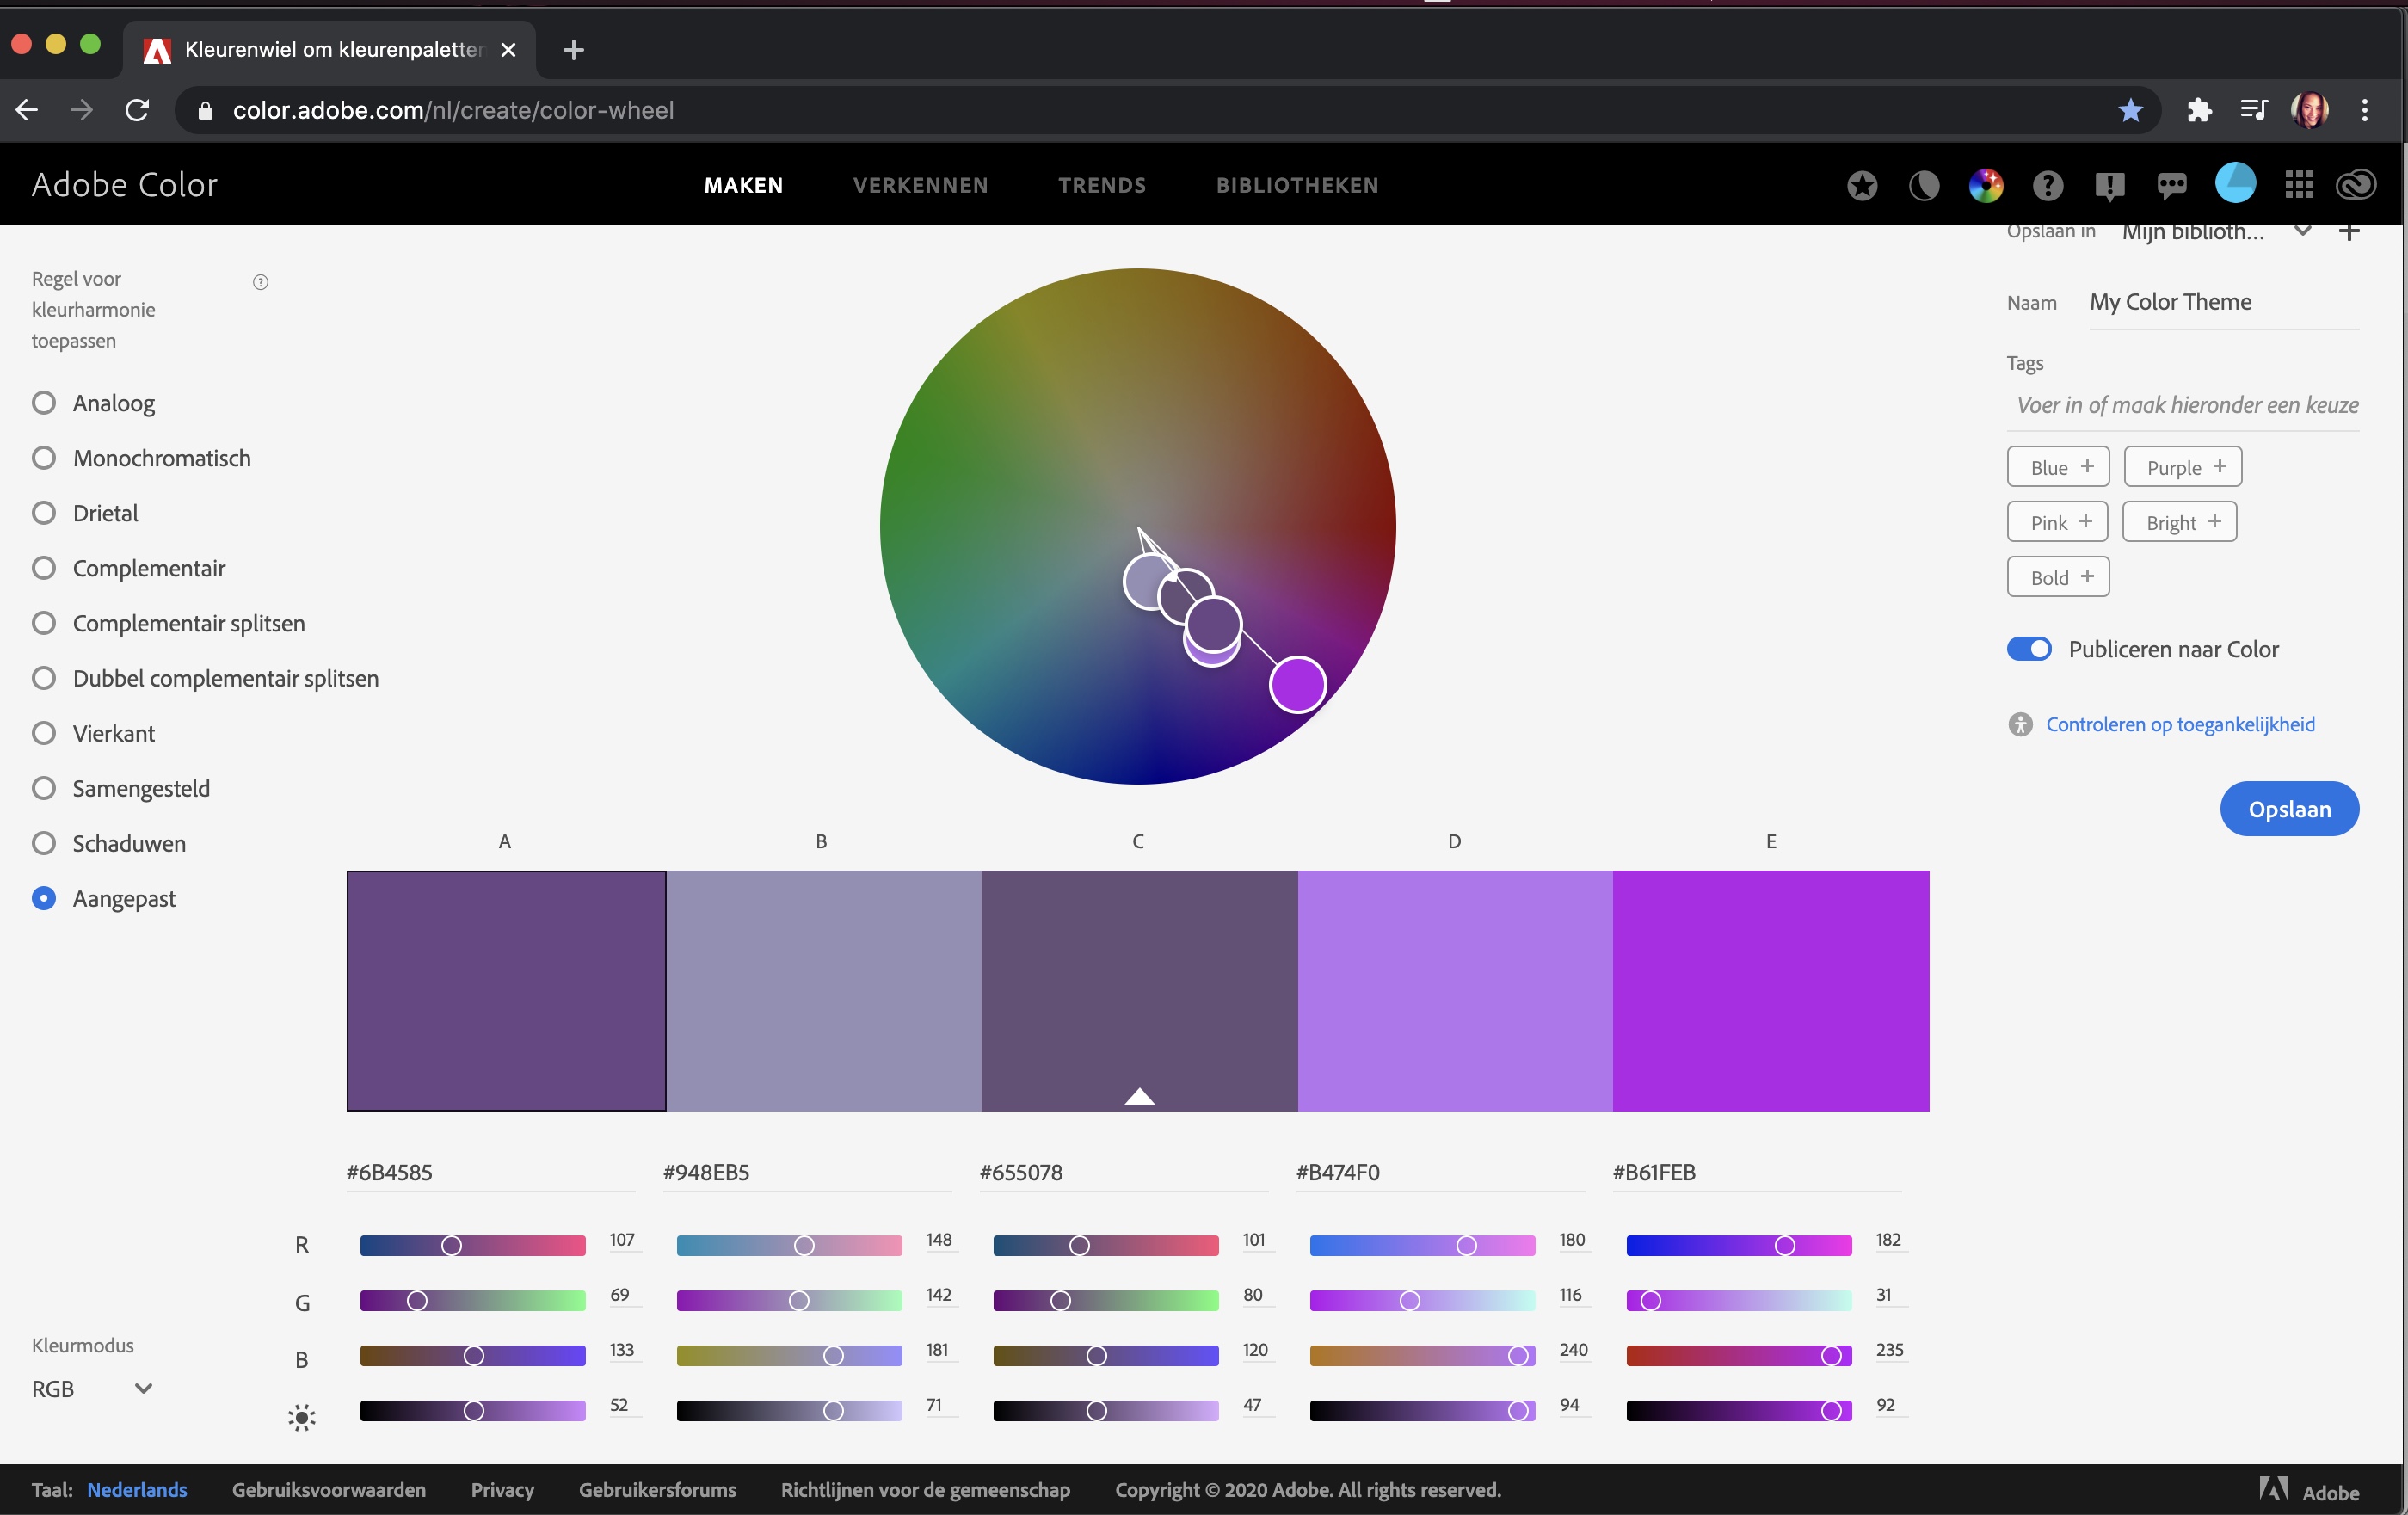 Kleurenwiel om kleurenpaletten
color.adobe.com/nl/create/color-wheel
Adobe Color
MAKEN
VERKENNEN
TRENDS
BIBLIOTHEKEN
Opslaan in
Mijn biblioth...
Regel voor
kleurharmonie
toepassen
Analoog
Monochromatisch
Drietal
Complementair
Complementair splitsen
Dubbel complementair splitsen
Vierkant
Samengesteld
Schaduwen
Aangepast
Naam
My Color Theme
Tags
Voer in of maak hieronder een keuze
Blue +
Purple +
Pink +
Bright +
Bold +
Publiceren naar Color
Controleren op toegankelijkheid
Opslaan
A B C D E
#6B4585 #948EB5 #655078 #B474F0 #B61FEB
R 107 148 101 180 182
G 69 142 80 116 31
B 133 181 120 240 235
52 71 47 94 92
Kleurmodus
RGB
Taal: Nederlands Gebruiksvoorwaarden Privacy Gebruikersforums Richtlijnen voor de gemeenschap Copyright © 2020 Adobe. All rights reserved.
Adobe